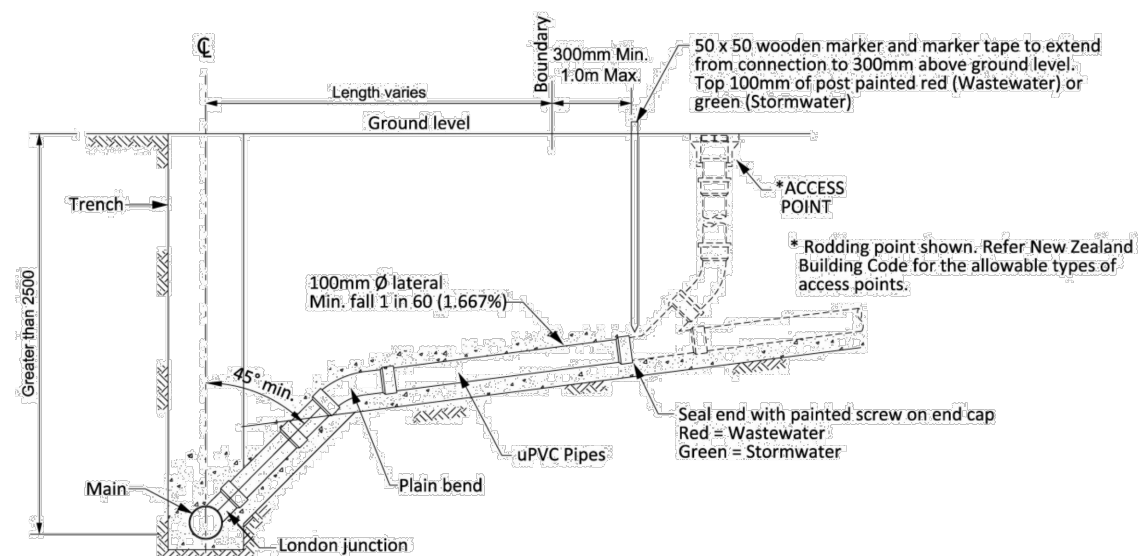 ℄
Boundary
300mm Min.
1.0m Max.
50 x 50 wooden marker and marker tape to extend
from connection to 300mm above ground level.
Top 100mm of post painted red (Wastewater) or
green (Stormwater)
Length varies
Ground level
Trench
*ACCESS
POINT
* Rodding point shown. Refer New Zealand
Building Code for the allowable types of
access points.
100mm Ø lateral
Min. fall 1 in 60 (1.667%)
Greater than 2500
45° min.
Seal end with painted screw on end cap
Red = Wastewater
Green = Stormwater
uPVC Pipes
Plain bend
Main
London junction